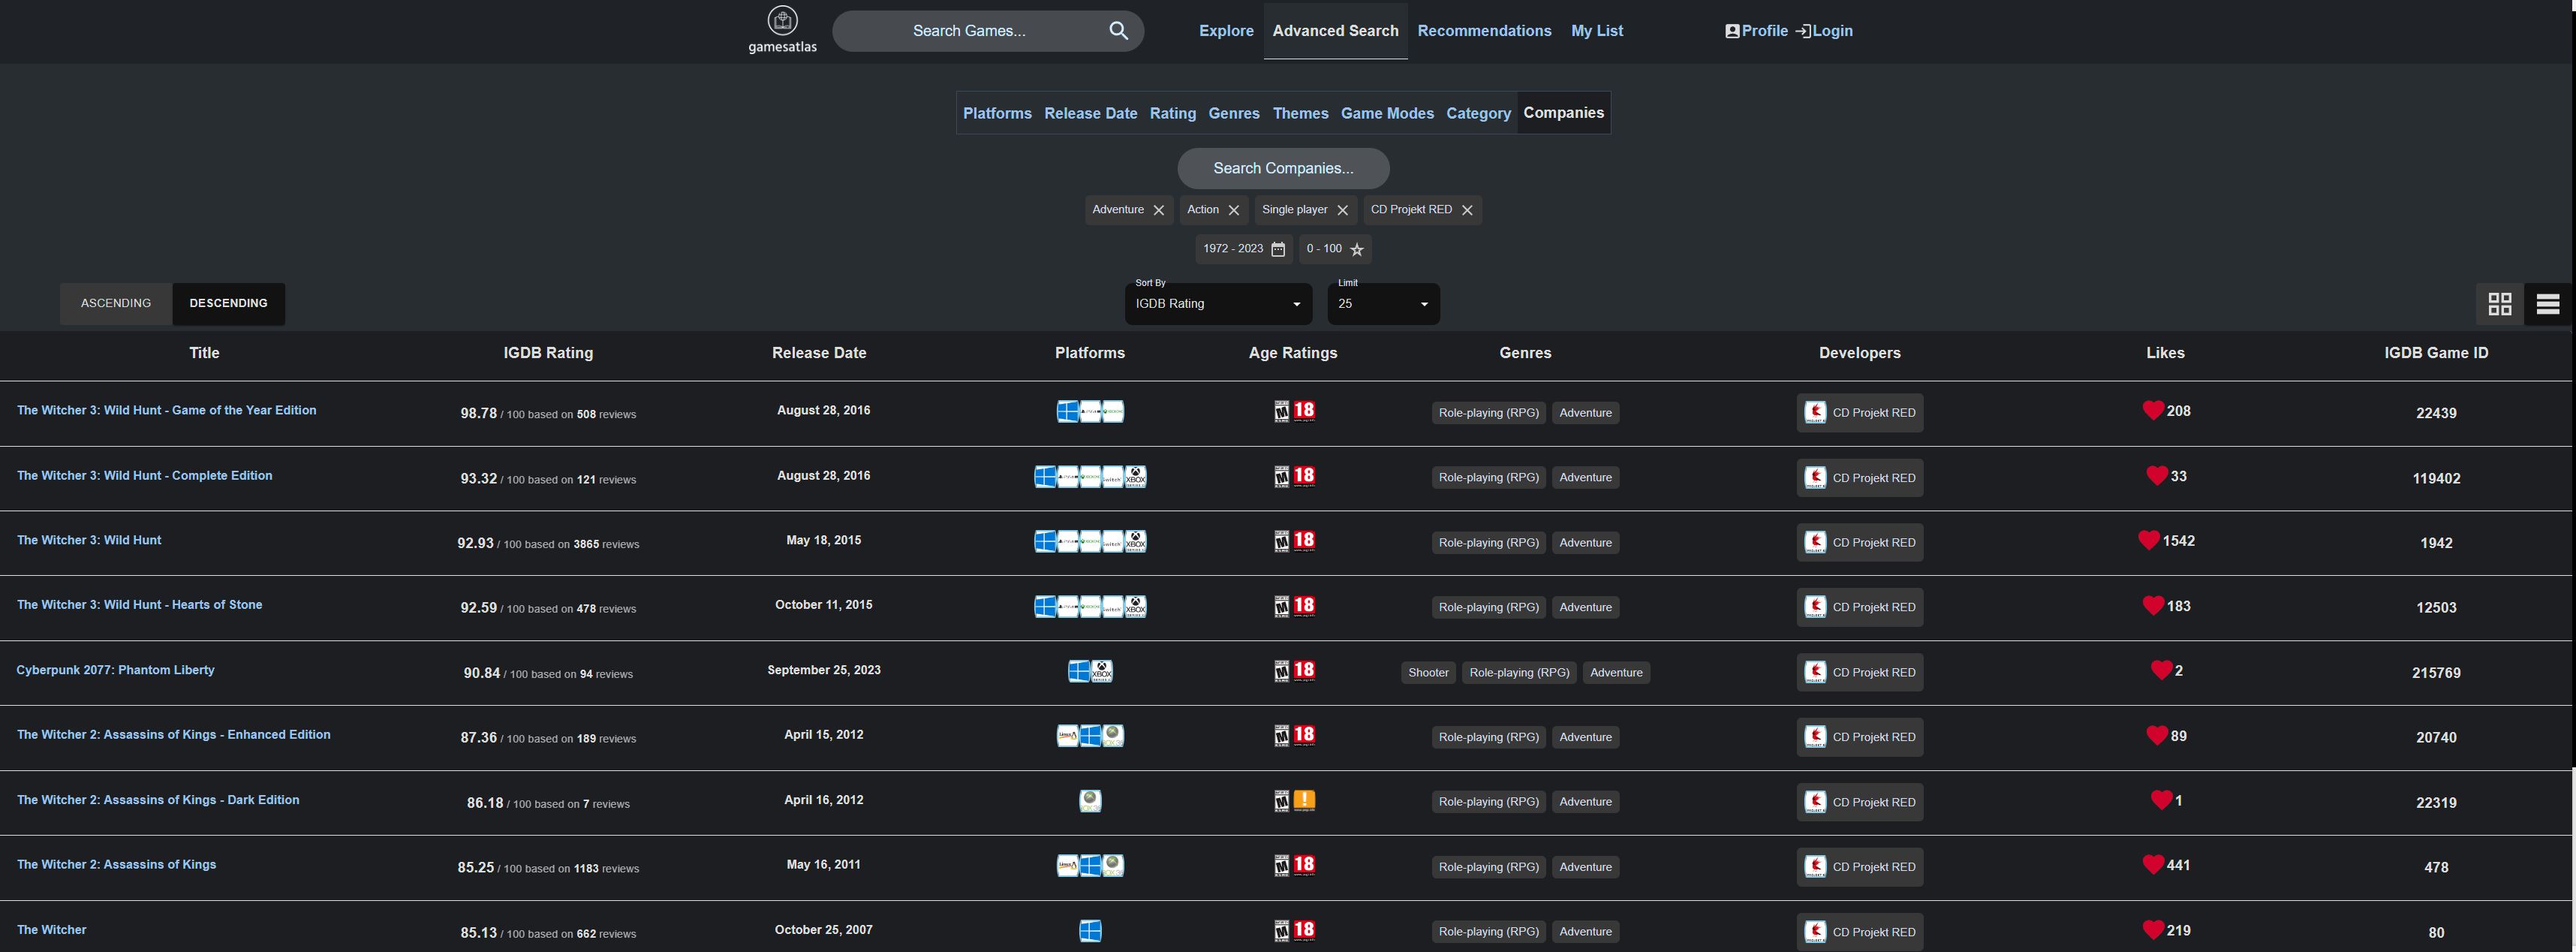 gamesatlas
Search Games...
Explore Advanced Search Recommendations My List
Profile Login
Platforms Release Date Rating Genres Themes Game Modes Category Companies
Search Companies...
Adventure Action Single player CD Projekt RED
1972 - 2023 0 - 100
ASCENDING DESCENDING
Sort By
IGDB Rating
Limit
25
Title IGDB Rating Release Date Platforms Age Ratings Genres Developers Likes IGDB Game ID
The Witcher 3: Wild Hunt - Game of the Year Edition 98.78 / 100 based on 508 reviews August 28, 2016 M 18 Role-playing (RPG) Adventure CD Projekt RED 208 22439
The Witcher 3: Wild Hunt - Complete Edition 93.32 / 100 based on 121 reviews August 28, 2016 XBOX M 18 Role-playing (RPG) Adventure CD Projekt RED 33 119402
The Witcher 3: Wild Hunt 92.93 / 100 based on 3865 reviews May 18, 2015 XBOX M 18 Role-playing (RPG) Adventure CD Projekt RED 1542 1942
The Witcher 3: Wild Hunt - Hearts of Stone 92.59 / 100 based on 478 reviews October 11, 2015 XBOX M 18 Role-playing (RPG) Adventure CD Projekt RED 183 12503
Cyberpunk 2077: Phantom Liberty 90.84 / 100 based on 94 reviews September 25, 2023 XBOX M 18 Shooter Role-playing (RPG) Adventure CD Projekt RED 2 215769
The Witcher 2: Assassins of Kings - Enhanced Edition 87.36 / 100 based on 189 reviews April 15, 2012 M 18 Role-playing (RPG) Adventure CD Projekt RED 89 20740
The Witcher 2: Assassins of Kings - Dark Edition 86.18 / 100 based on 7 reviews April 16, 2012 M ! Role-playing (RPG) Adventure CD Projekt RED 1 22319
The Witcher 2: Assassins of Kings 85.25 / 100 based on 1183 reviews May 16, 2011 M 18 Role-playing (RPG) Adventure CD Projekt RED 441 478
The Witcher 85.13 / 100 based on 662 reviews October 25, 2007 M 18 Role-playing (RPG) Adventure CD Projekt RED 219 80